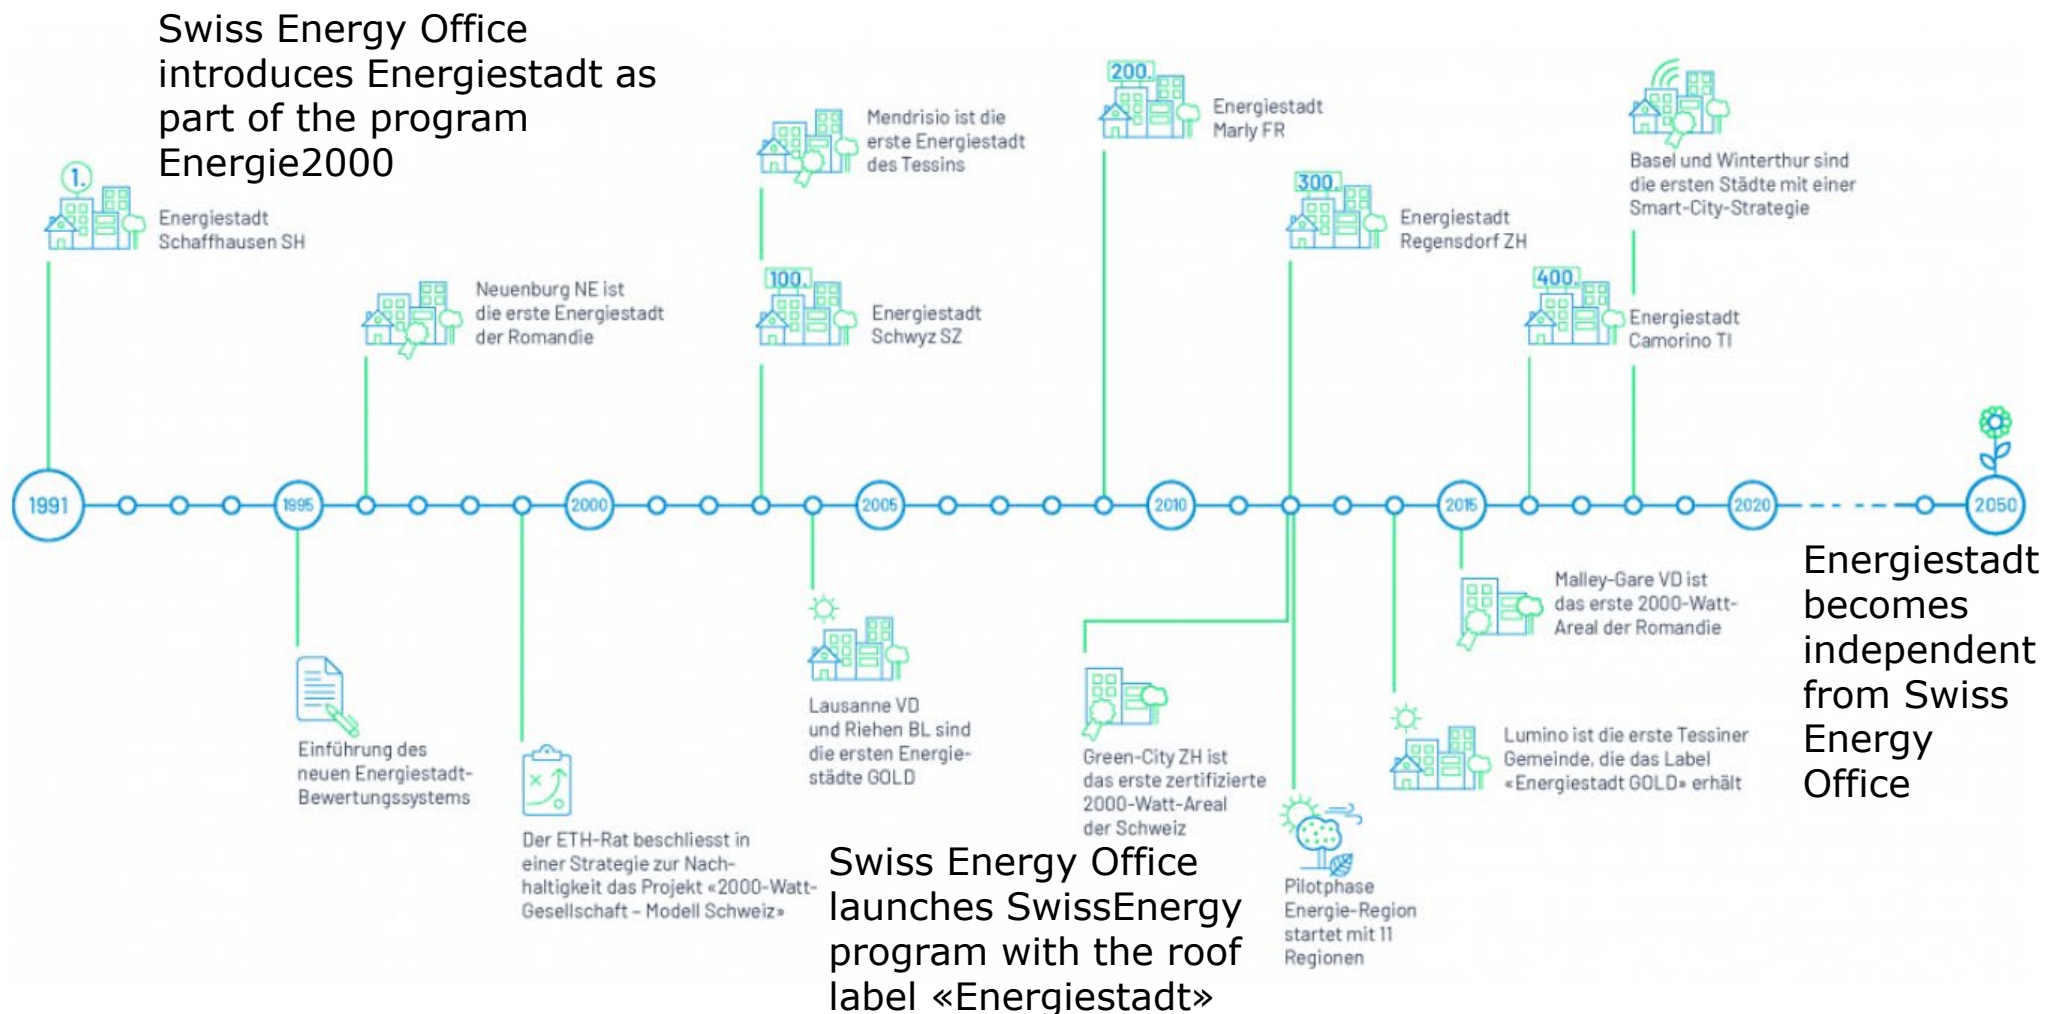 Swiss Energy Office
introduces Energiestadt as
part of the program
Energie2000
1.
Energiestadt
Schaffhausen SH
Neuenburg NE ist
die erste Energiestadt
der Romandie
Mendrisio ist die
erste Energiestadt
des Tessins
100.
Energiestadt
Schwyz SZ
200.
Energiestadt
Marly FR
300.
Energiestadt
Regensdorf ZH
400.
Energiestadt
Camorino TI
Basel und Winterthur sind
die ersten Städte mit einer
Smart-City-Strategie
1991
1995
2000
2005
2010
2015
2020
2050
Einführung des
neuen Energiestadt-
Bewertungssystems
Der ETH-Rat beschliesst in
einer Strategie zur Nach-
haltigkeit das Projekt «2000-Watt-
Gesellschaft – Modell Schweiz»
Lausanne VD
und Riehen BL sind
die ersten Energie-
städte GOLD
Swiss Energy Office
launches SwissEnergy
program with the roof
label «Energiestadt»
Green-City ZH ist
das erste zertifizierte
2000-Watt-Areal
der Schweiz
Pilotphase
Energie-Region
startet mit 11
Regionen
Lumino ist die erste Tessiner
Gemeinde, die das Label
«Energiestadt GOLD» erhält
Malley-Gare VD ist
das erste 2000-Watt-
Areal der Romandie
Energiestadt
becomes
independent
from Swiss
Energy
Office